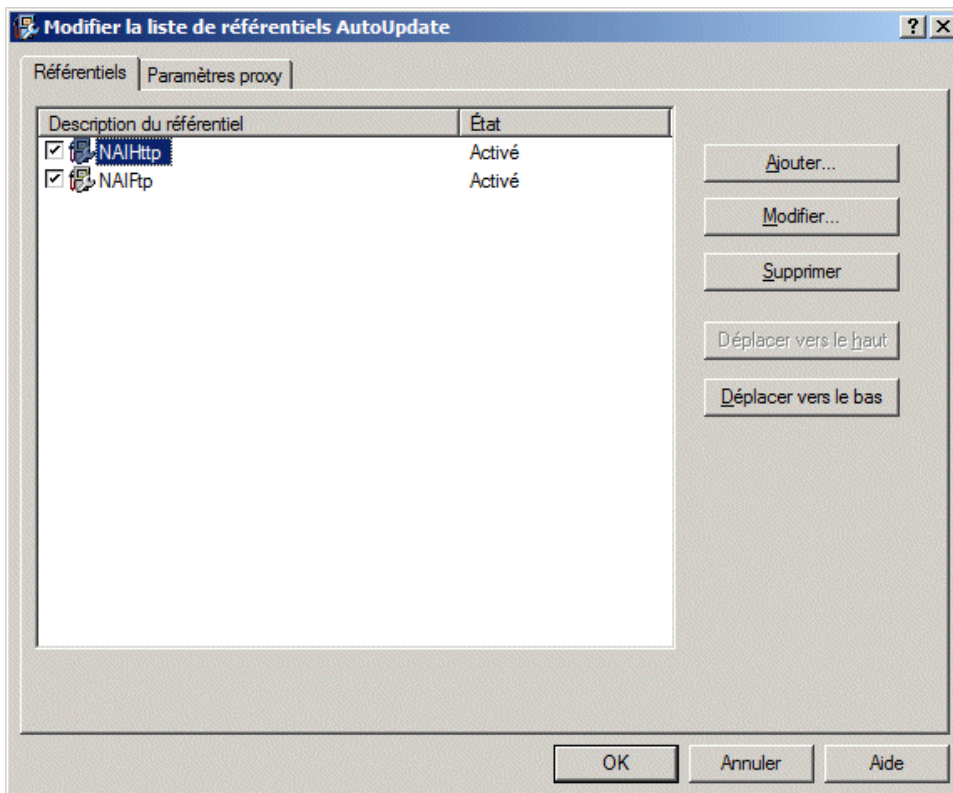 Modifier la liste de référentiels AutoUpdate
Référentiels
Paramètres proxy
Description du référentiel
État
NAIHttp
Activé
NAIFtp
Activé
Ajouter...
Modifier...
Supprimer
Déplacer vers le haut
Déplacer vers le bas
OK
Annuler
Aide